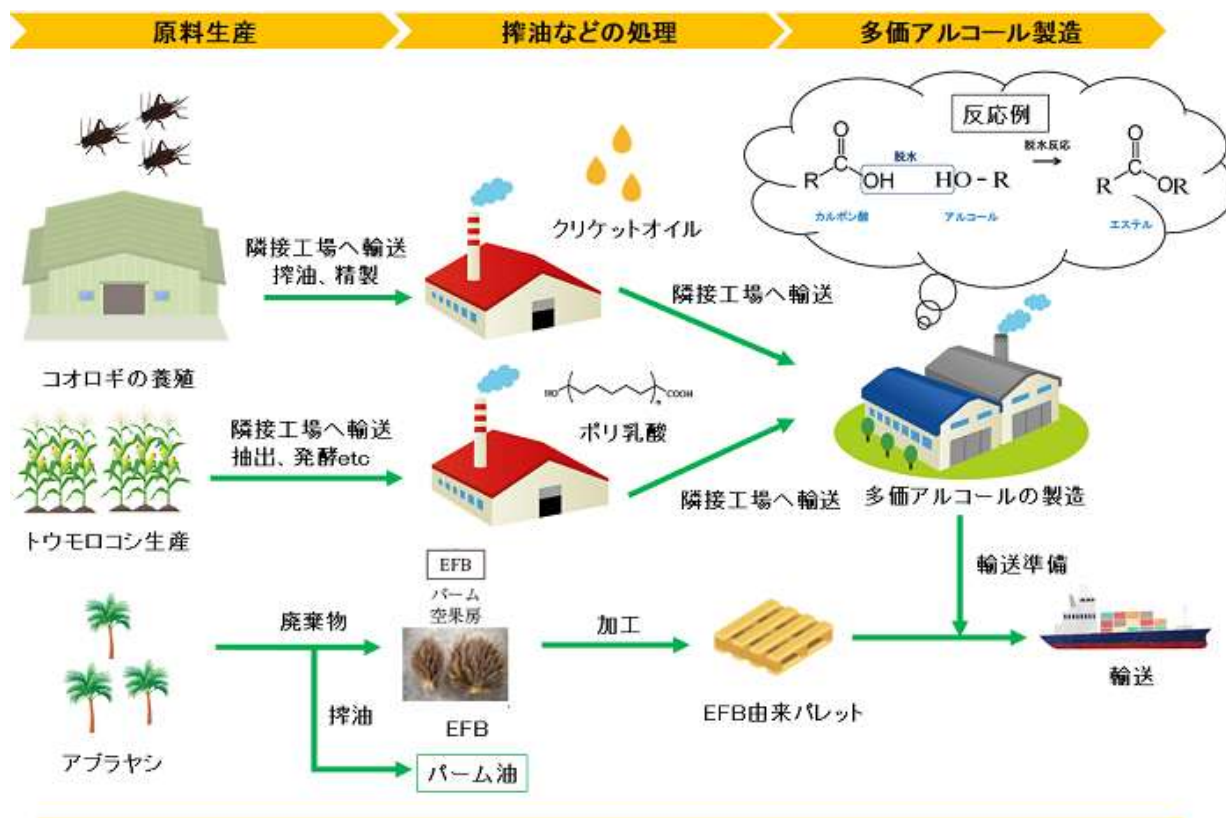 原料生産
搾油などの処理
多価アルコール製造
反応例
O
脱水反応
O
脱水
C
R
OH
HO-R
C
R
OR
カルボン酸
アルコール
エステル
クリケットオイル
隣接工場へ輸送
搾油、精製
隣接工場へ輸送
コオロギの養殖
HO
n
COOH
ポリ乳酸
隣接工場へ輸送
抽出、発酵etc
隣接工場へ輸送
多価アルコールの製造
トウモロコシ生産
EFB
パーム
空果房
輸送準備
廃棄物
加工
輸送
搾油
EFB
EFB由来パレット
アブラヤシ
パーム油